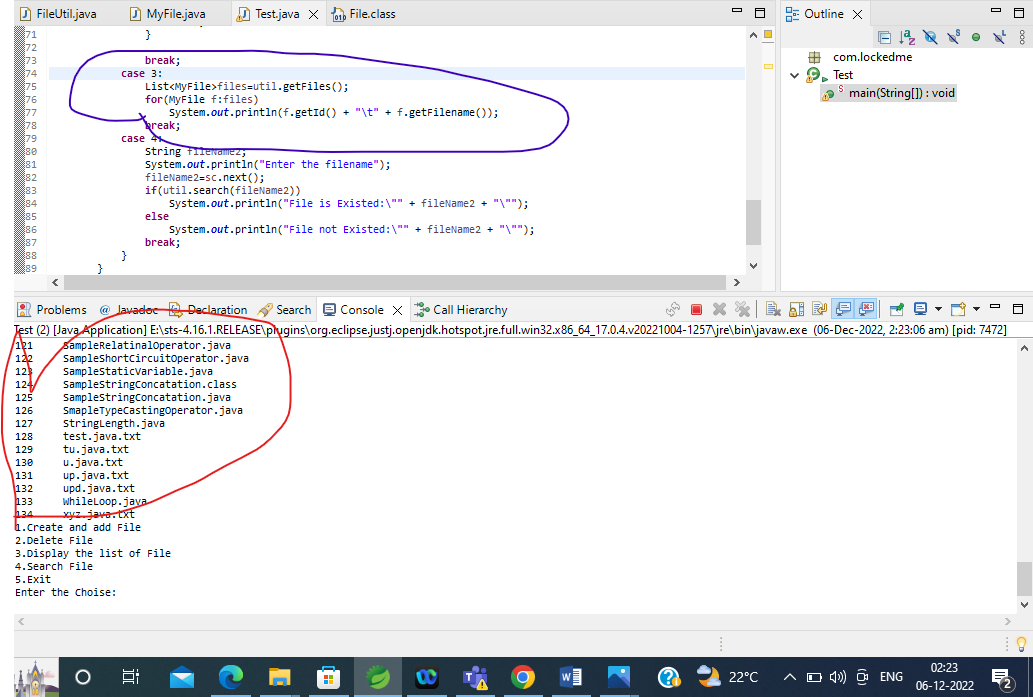 FileUtil.java MyFile.java Test.java File.class
Outline
71 }
72
73 break;
74 case 3:
75 List<MyFile>files=util.getFiles();
76 for(MyFile f:files)
77 System.out.println(f.getId() + "\t" + f.getFilename());
78 break;
79 case 4:
80 String fileName2;
81 System.out.println("Enter the filename");
82 fileName2=sc.next();
83 if(util.search(fileName2))
84 System.out.println("File is Existed:\"" + fileName2 + "\"");
85 else
86 System.out.println("File not Existed:\"" + fileName2 + "\"");
87 break;
88 }
89 }
com.lockedme
Test
main(String[]) : void
Problems Javadoc Declaration Search Console Call Hierarchy
Test (2) [Java Application] E:\sts-4.16.1.RELEASE\plugins\org.eclipse.justj.openjdk.hotspot.jre.full.win32.x86_64_17.0.4.v20221004-1257\jre\bin\javaw.exe (06-Dec-2022, 2:23:06 am) [pid: 7472]
121 SampleRelatinalOperator.java
122 SampleShortCircuitOperator.java
123 SampleStaticVariable.java
124 SampleStringConcatation.class
125 SampleStringConcatation.java
126 SmapleTypeCastingOperator.java
127 StringLength.java
128 test.java.txt
129 tu.java.txt
130 u.java.txt
131 up.java.txt
132 upd.java.txt
133 WhileLoop.java
134 xyz.java.txt
1.Create and add File
2.Delete File
3.Display the list of File
4.Search File
5.Exit
Enter the Choise:
22°C ENG 02:23
06-12-2022 2